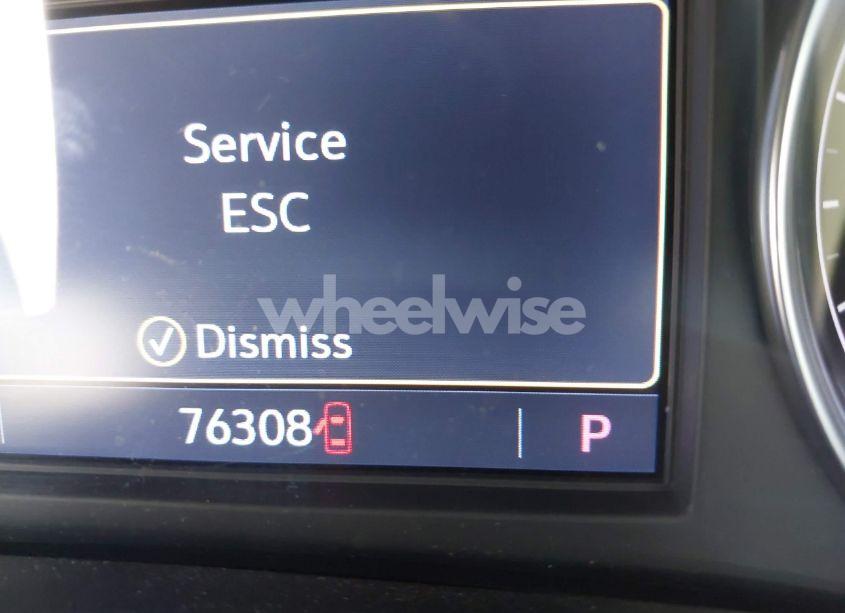 Service
ESC
wheelwise
Dismiss
76308
P